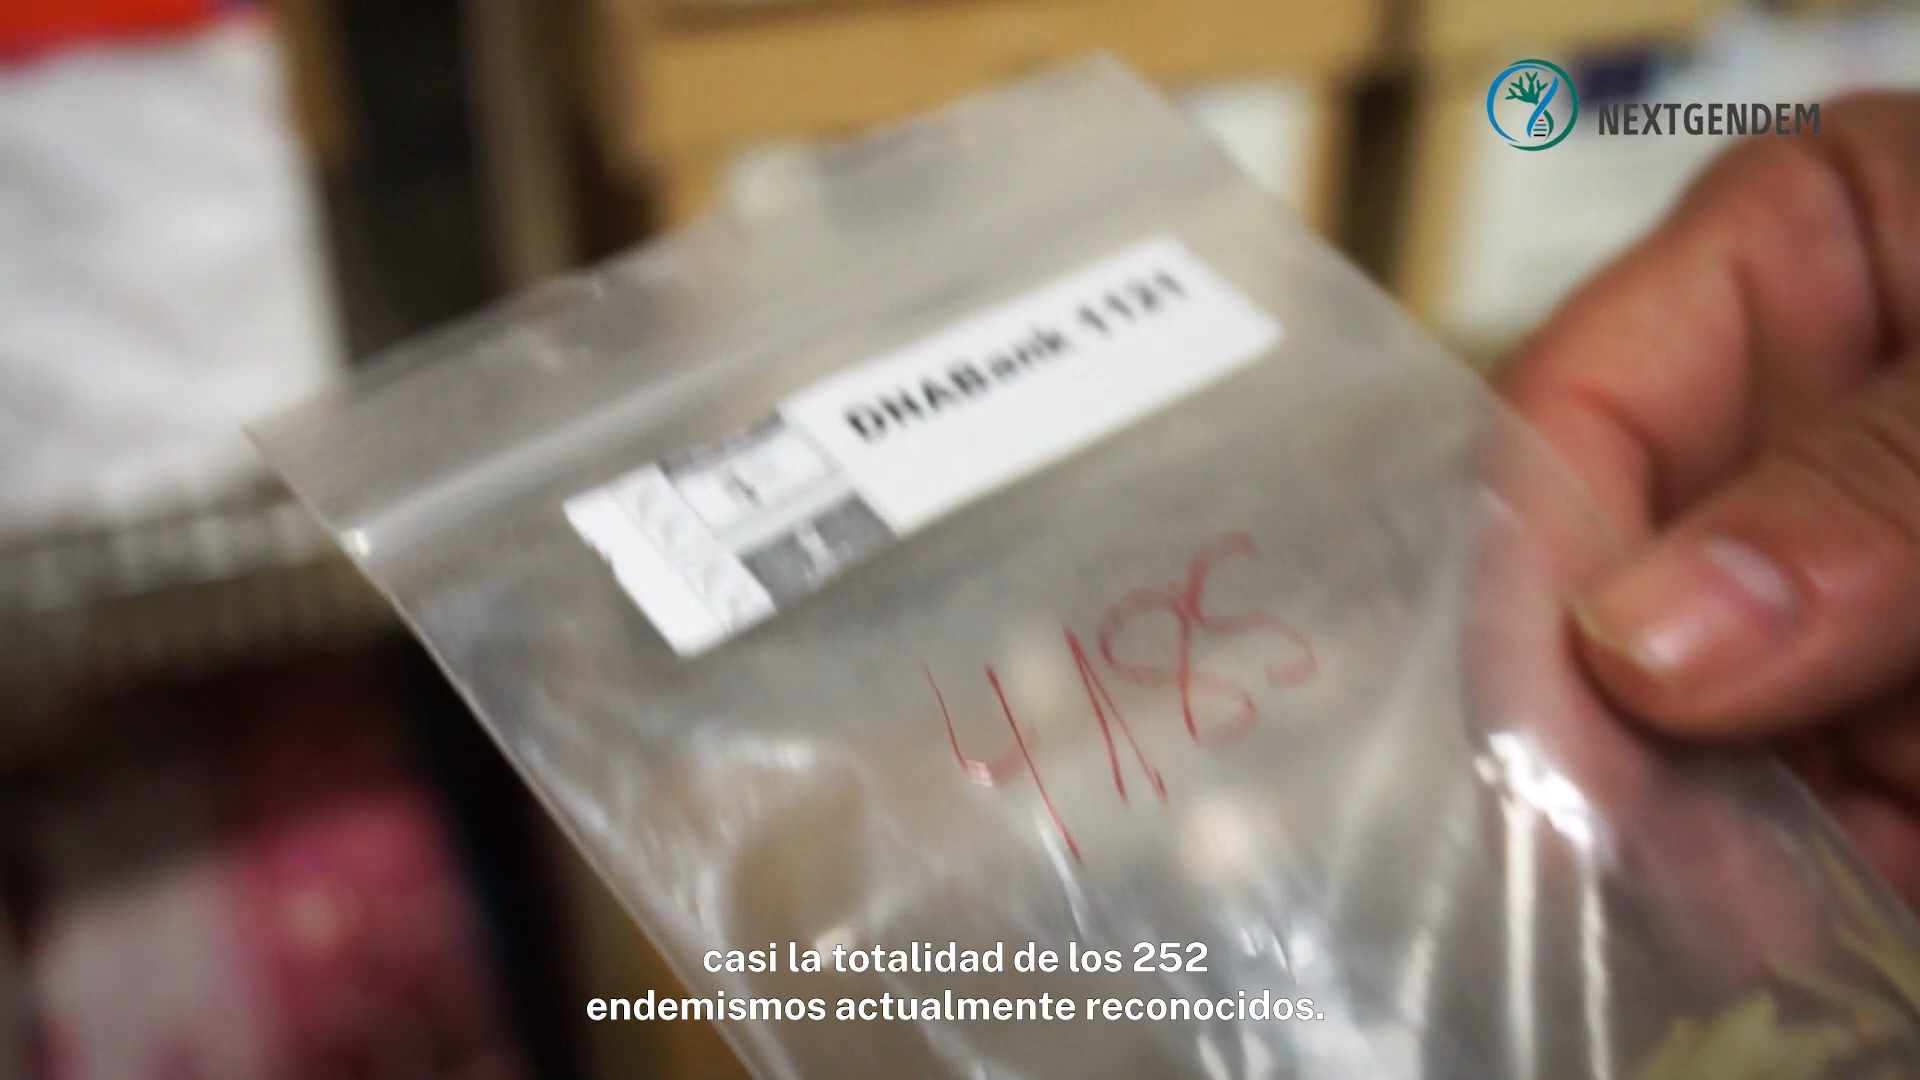 NEXTGENDEM
DNABank 1121
4185
casi la totalidad de los 252
endemismos actualmente reconocidos.